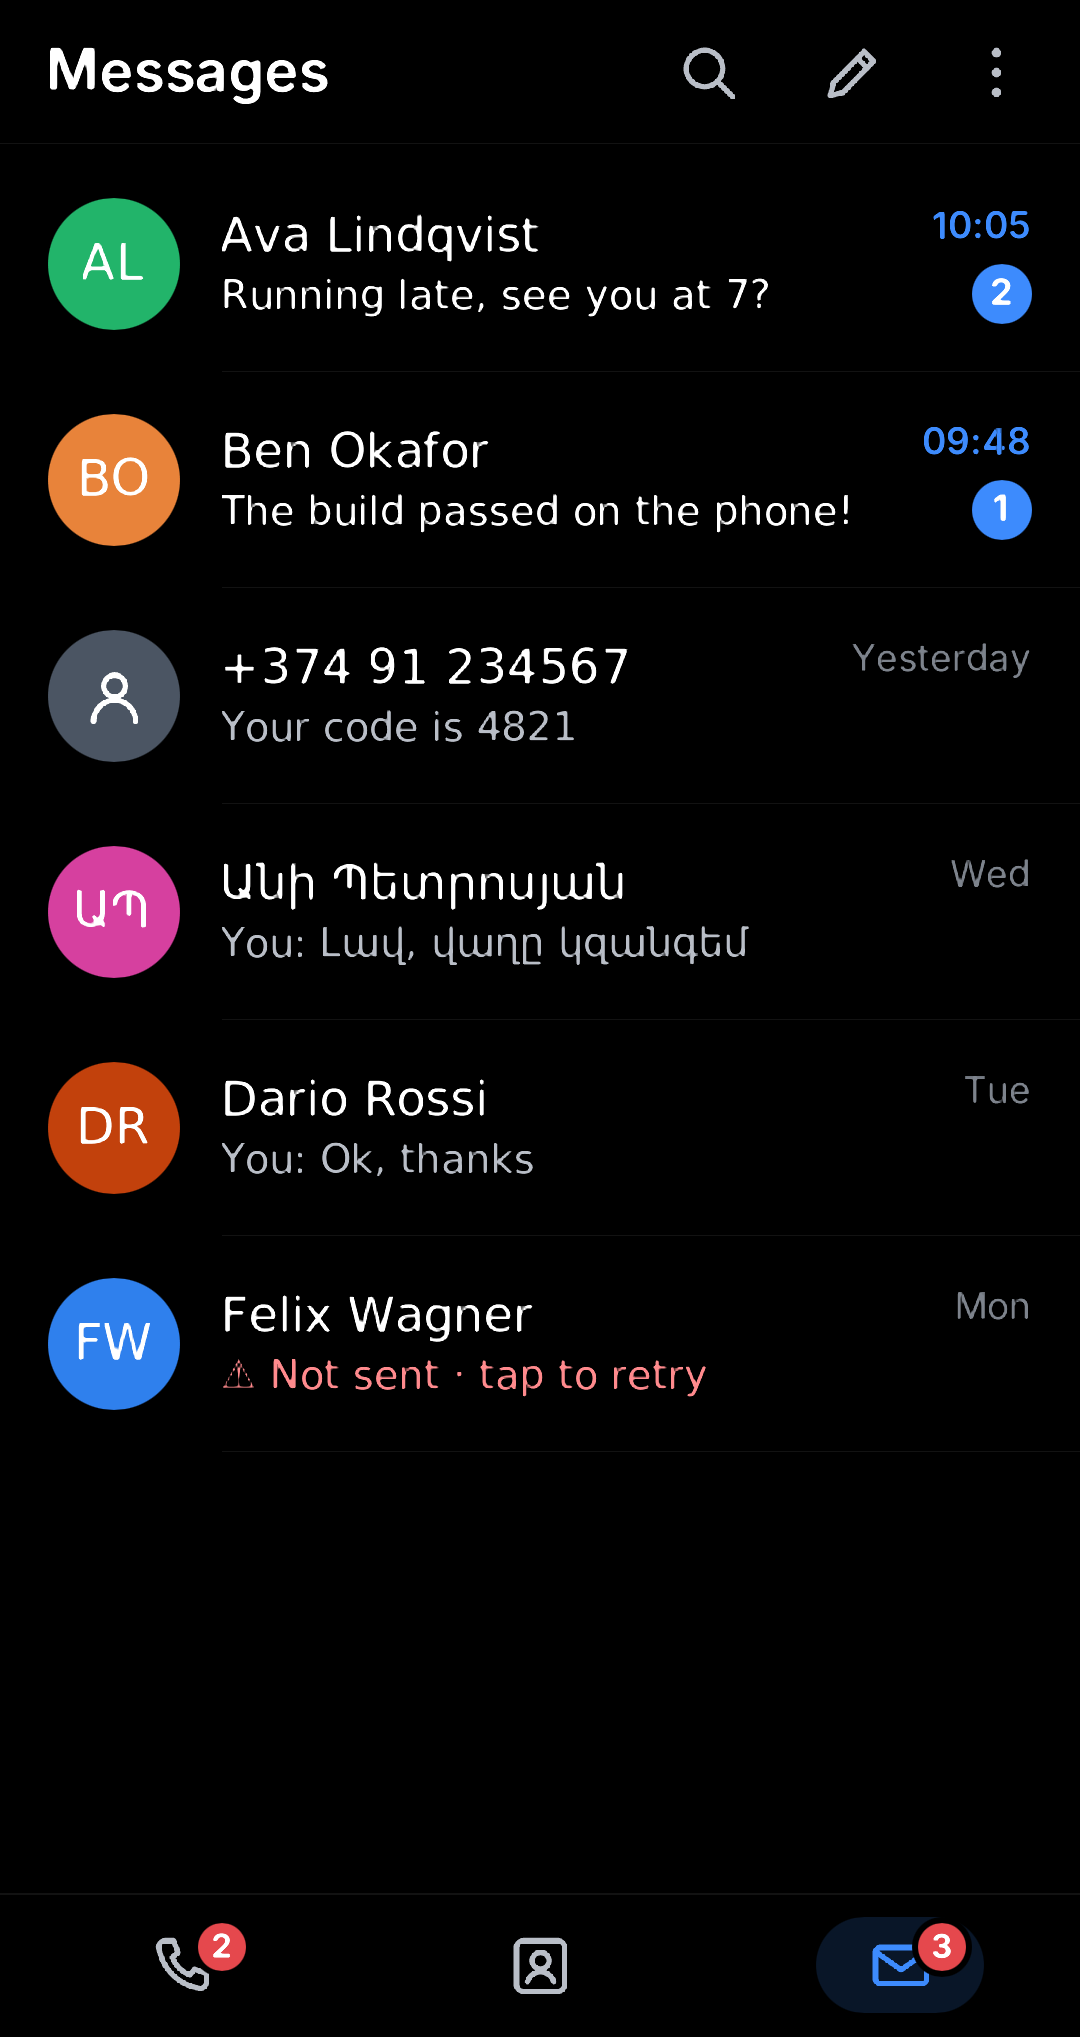 Messages
AL
Ava Lindqvist
10:05
Running late, see you at 7?
2
BO
Ben Okafor
09:48
The build passed on the phone!
1
+374 91 234567
Yesterday
Your code is 4821
ԱՊ
Անի Պետրոսյան
Wed
You: Լավ, վաղը կզանգեմ
DR
Dario Rossi
Tue
You: Ok, thanks
FW
Felix Wagner
Mon
⚠ Not sent · tap to retry
2
3